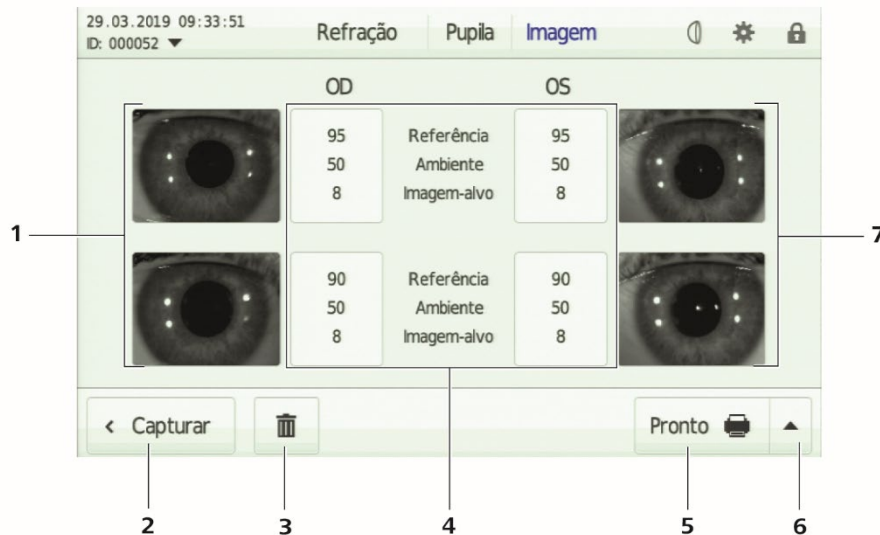 29.03.2019 09:33:51
ID: 000052
Refração Pupila Imagem
OD OS
95 Referência 95
50 Ambiente 50
8 Imagem-alvo 8
1
7
90 Referência 90
50 Ambiente 50
8 Imagem-alvo 8
Capturar Pronto
2 3 4 5 6